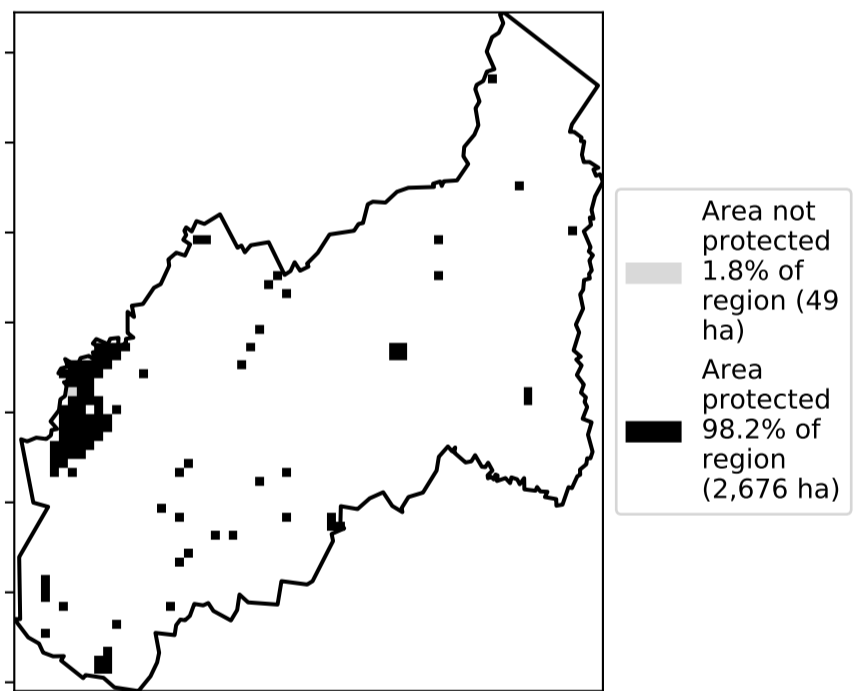 Area not
protected
1.8% of
region (49
ha)
Area
protected
98.2% of
region
(2,676 ha)